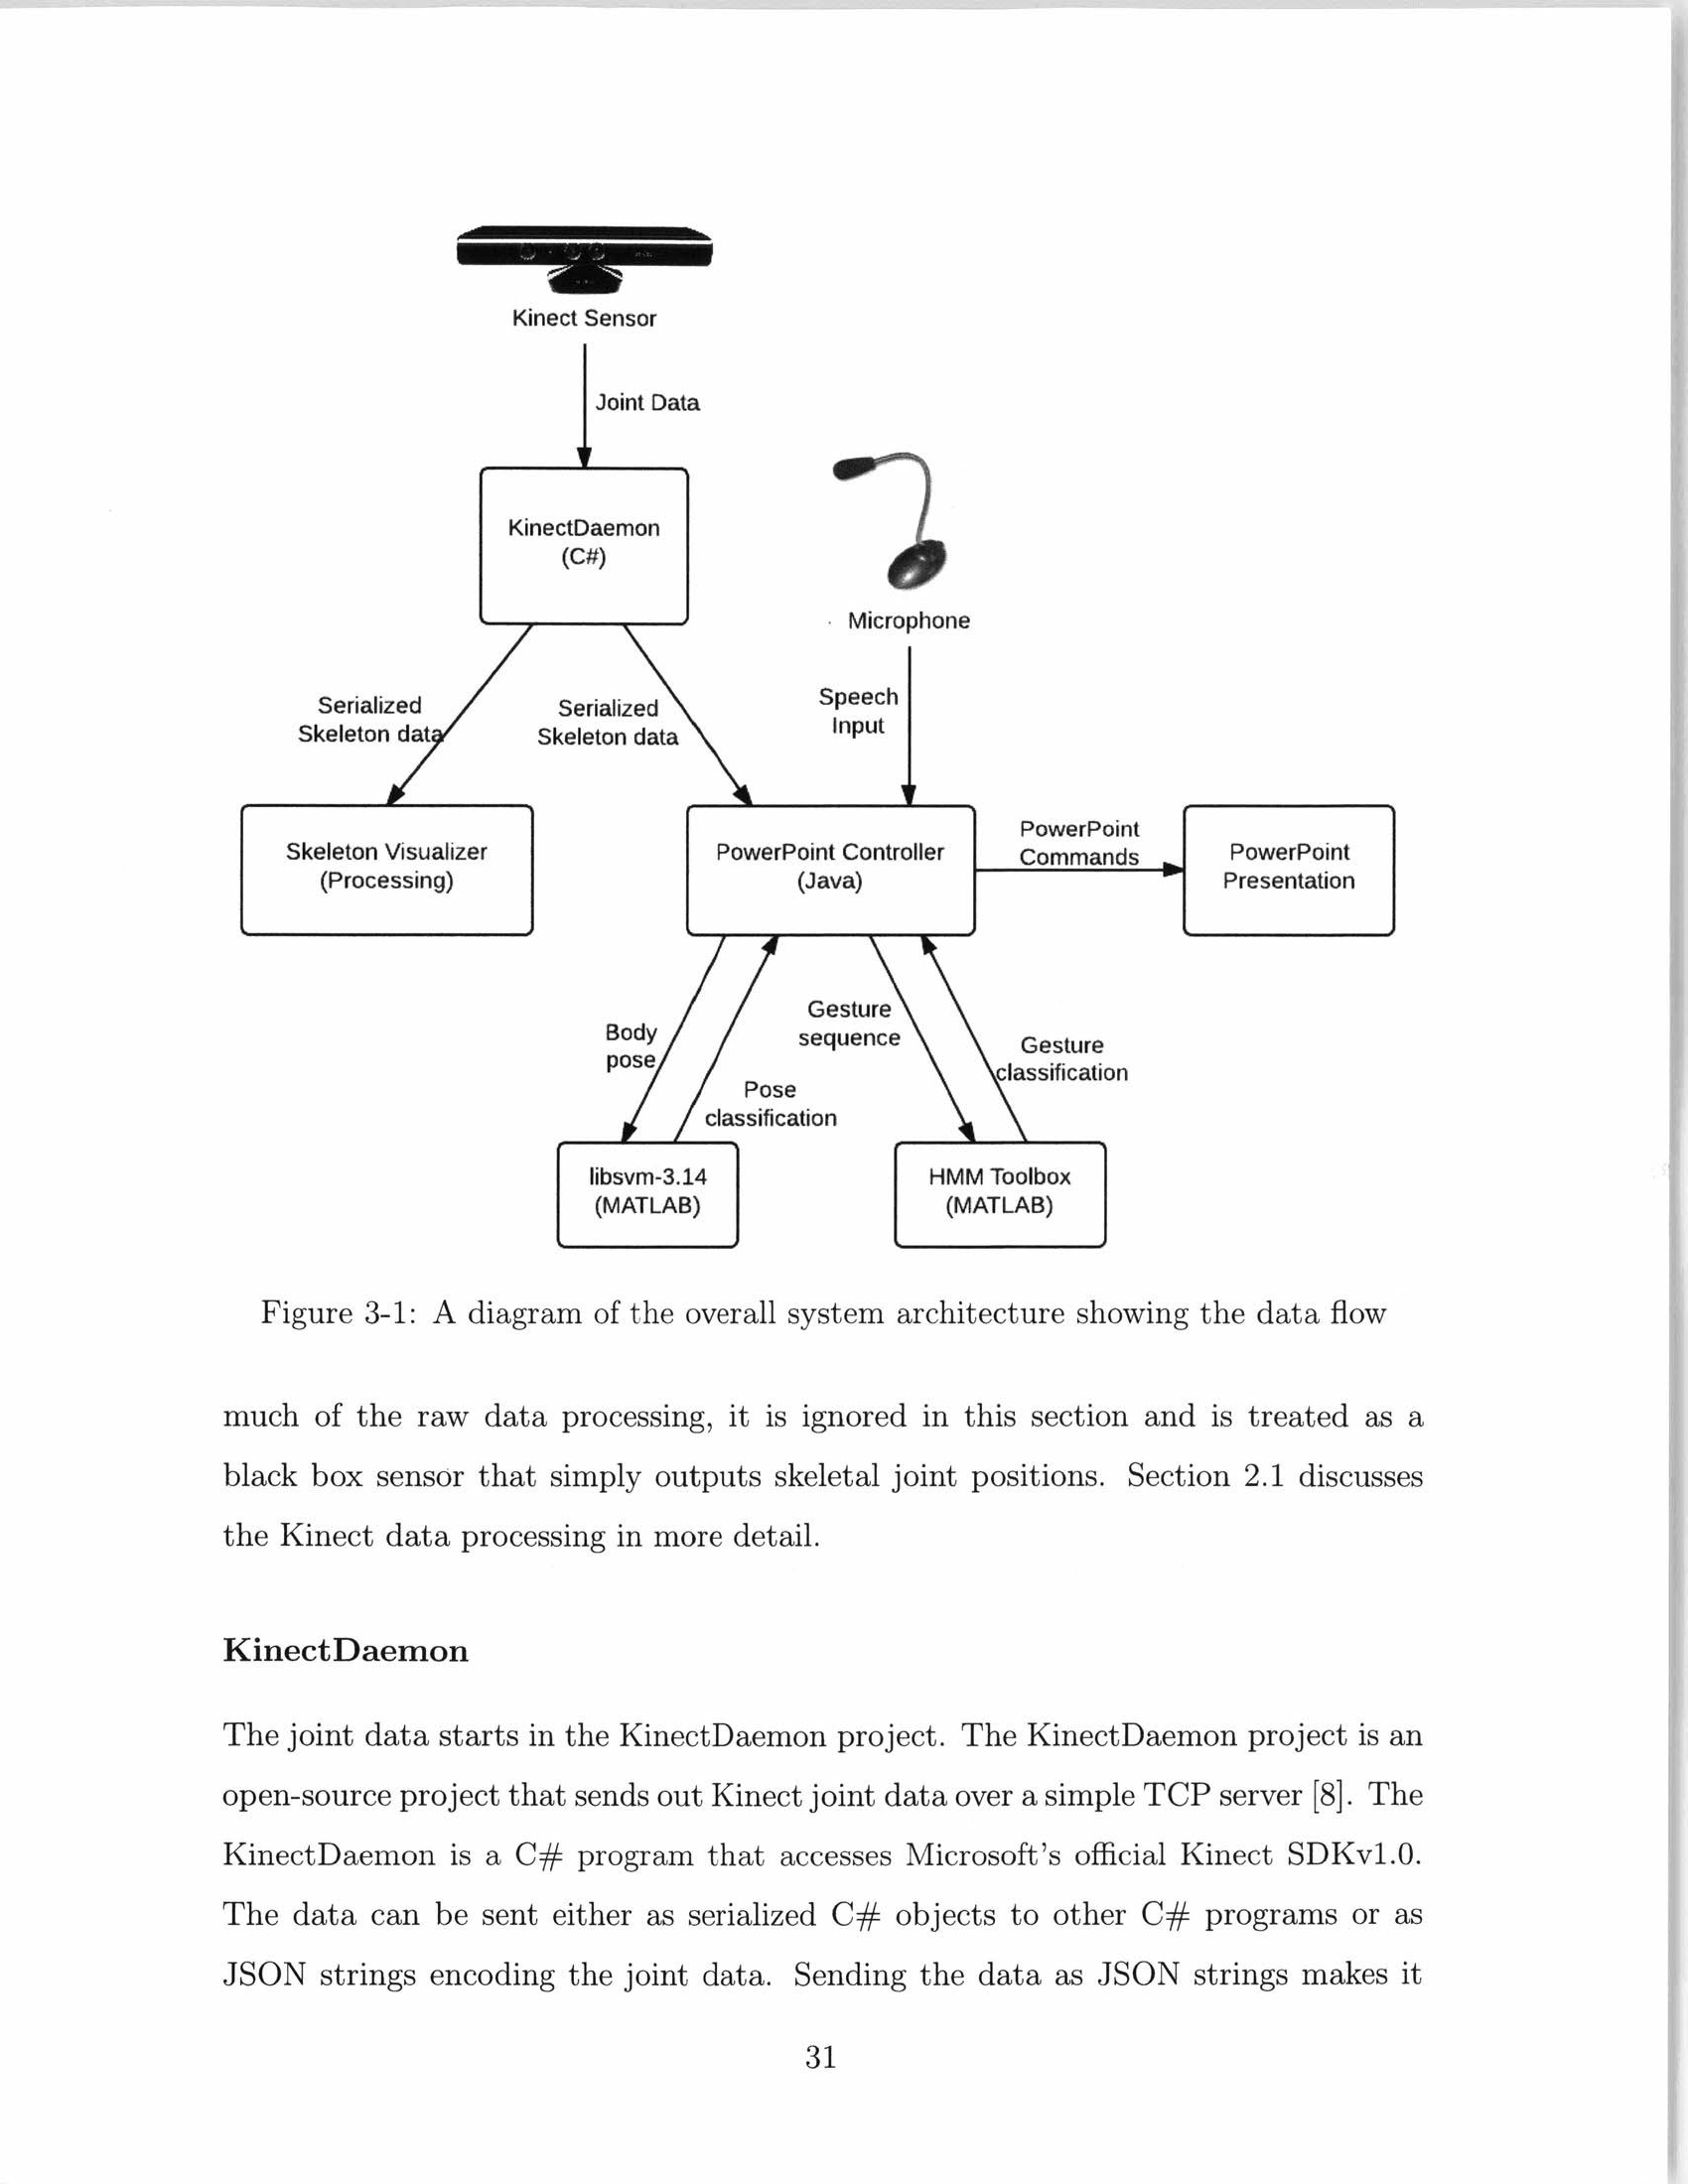 Kinect Sensor
Joint Data
KinectDaemon
(C#)
Microphone
Serialized
Skeleton data
Serialized
Skeleton data
Speech
Input
Skeleton Visualizer
(Processing)
PowerPoint Controller
(Java)
PowerPoint
Commands
PowerPoint
Presentation
Body
pose
Pose
classification
Gesture
sequence
Gesture
classification
libsvm-3.14
(MATLAB)
HMM Toolbox
(MATLAB)
Figure 3-1: A diagram of the overall system architecture showing the data flow
much of the raw data processing, it is ignored in this section and is treated as a
black box sensor that simply outputs skeletal joint positions. Section 2.1 discusses
the Kinect data processing in more detail.
KinectDaemon
The joint data starts in the KinectDaemon project. The KinectDaemon project is an
open-source project that sends out Kinect joint data over a simple TCP server [8]. The
KinectDaemon is a C# program that accesses Microsoft's official Kinect SDKv1.0.
The data can be sent either as serialized C# objects to other C# programs or as
JSON strings encoding the joint data. Sending the data as JSON strings makes it
31